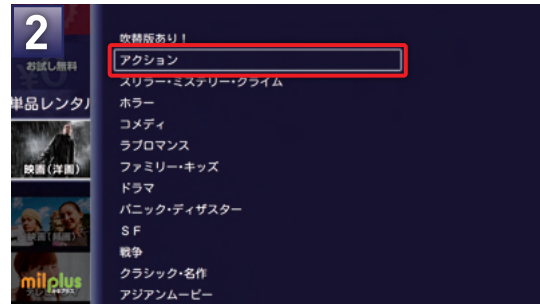 2
お試し無料
単品レンタル
映画(洋画)
映画(邦画)
milplus
吹替版あり!
アクション
スリラー・ミステリー・クライム
ホラー
コメディ
ラブロマンス
ファミリー・キッズ
ドラマ
パニック・ディザスター
SF
戦争
クラシック・名作
アジアンムービー